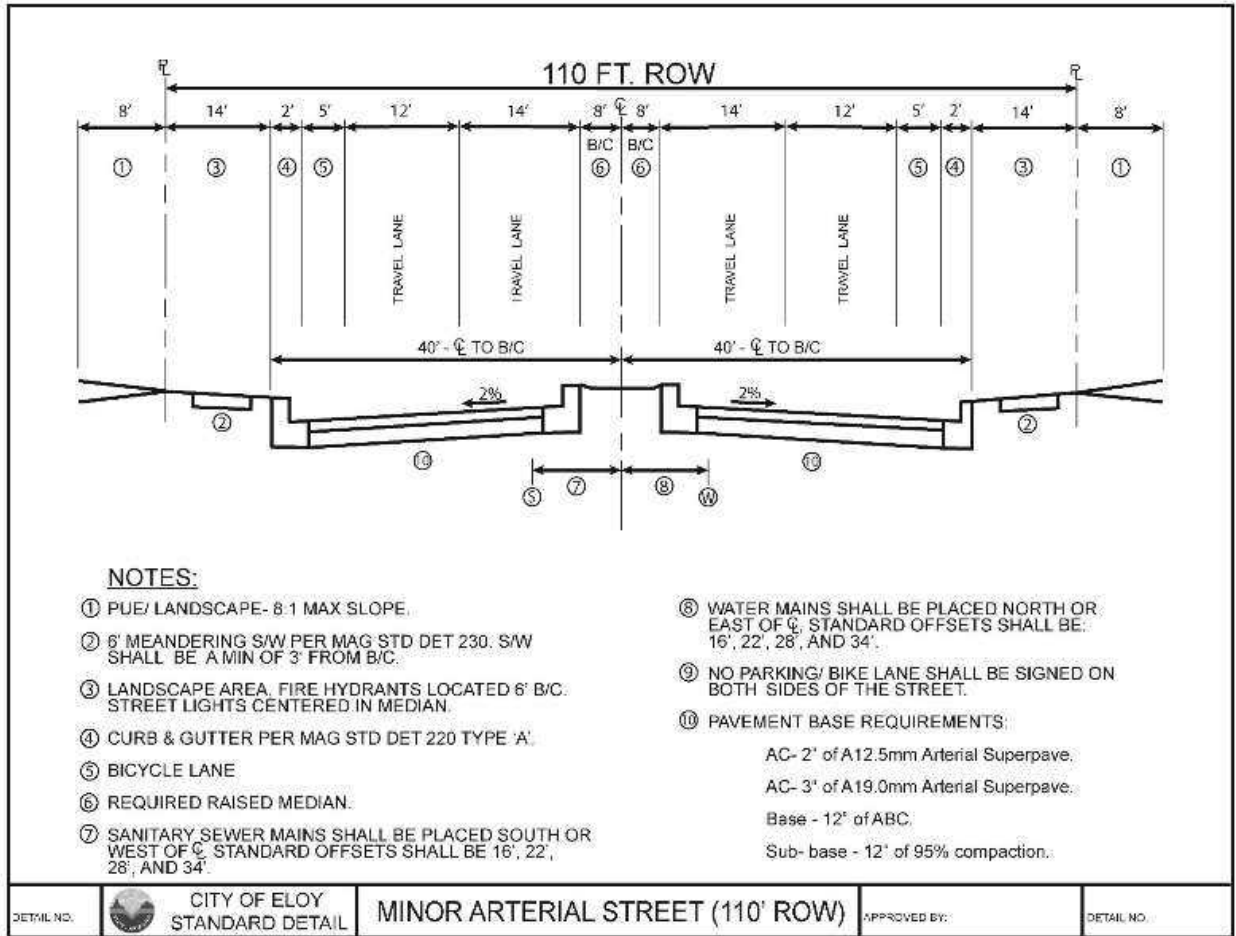 110 FT. ROW
8' 14' 2' 5' 12' 14' 8' ℄ 8' 14' 12' 5' 2' 14' 8'
B/C B/C
① ③ ④ ⑤ ⑥ ⑥ ⑤ ④ ③ ①
TRAVEL LANE
TRAVEL LANE
TRAVEL LANE
TRAVEL LANE
40' - ℄ TO B/C 40' - ℄ TO B/C
2% 2%
② ②
⑩ ⑩
Ⓢ ⑦ ⑧ Ⓦ
NOTES:
① PUE/ LANDSCAPE- 8:1 MAX SLOPE.
② 6' MEANDERING S/W PER MAG STD DET 230. S/W
SHALL BE A MIN OF 3' FROM B/C.
③ LANDSCAPE AREA, FIRE HYDRANTS LOCATED 6' B/C.
STREET LIGHTS CENTERED IN MEDIAN.
④ CURB & GUTTER PER MAG STD DET 220 TYPE 'A'.
⑤ BICYCLE LANE
⑥ REQUIRED RAISED MEDIAN.
⑦ SANITARY SEWER MAINS SHALL BE PLACED SOUTH OR
WEST OF ℄ STANDARD OFFSETS SHALL BE 16', 22',
28', AND 34'.
⑧ WATER MAINS SHALL BE PLACED NORTH OR
EAST OF ℄, STANDARD OFFSETS SHALL BE:
16', 22', 28', AND 34'.
⑨ NO PARKING/ BIKE LANE SHALL BE SIGNED ON
BOTH SIDES OF THE STREET.
⑩ PAVEMENT BASE REQUIREMENTS:
AC- 2" of A12.5mm Arterial Superpave.
AC- 3" of A19.0mm Arterial Superpave.
Base - 12" of ABC.
Sub- base - 12" of 95% compaction.
DETAIL NO.
CITY OF ELOY
STANDARD DETAIL
MINOR ARTERIAL STREET (110' ROW)
APPROVED BY:
DETAIL NO.